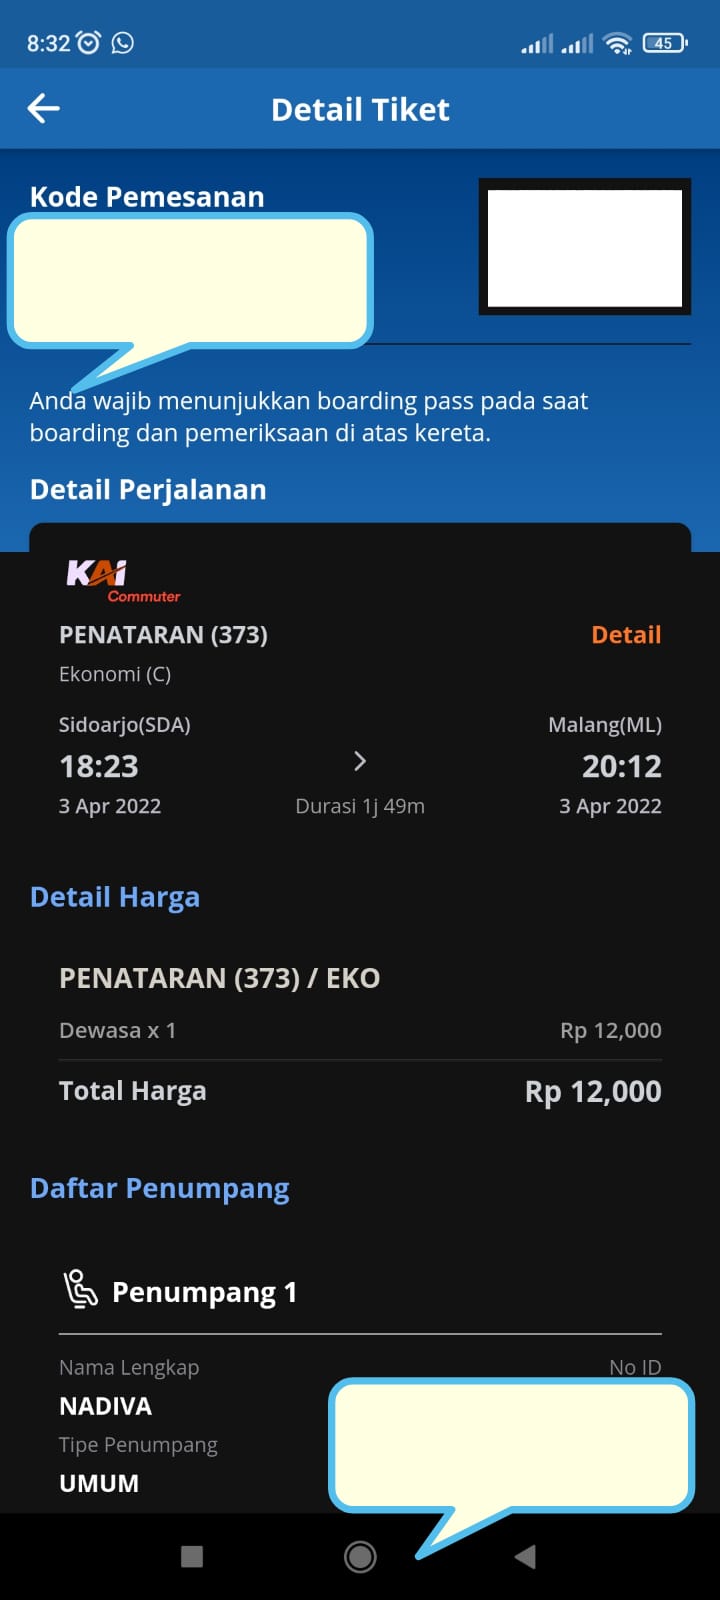 8:32
45
Detail Tiket
Kode Pemesanan
Anda wajib menunjukkan boarding pass pada saat
boarding dan pemeriksaan di atas kereta.
Detail Perjalanan
KAI
Commuter
PENATARAN (373) Detail
Ekonomi (C)
Sidoarjo(SDA) Malang(ML)
18:23 20:12
3 Apr 2022 Durasi 1j 49m 3 Apr 2022
Detail Harga
PENATARAN (373) / EKO
Dewasa x 1 Rp 12,000
Total Harga Rp 12,000
Daftar Penumpang
Penumpang 1
Nama Lengkap No ID
NADIVA
Tipe Penumpang
UMUM